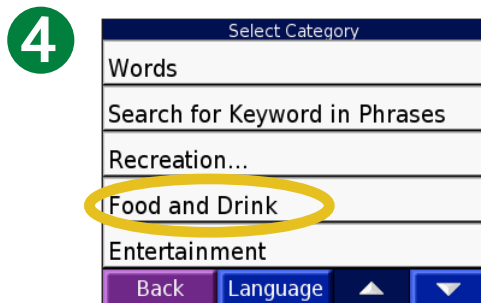 4
Select Category
Words
Search for Keyword in Phrases
Recreation...
Food and Drink
Entertainment
Back Language